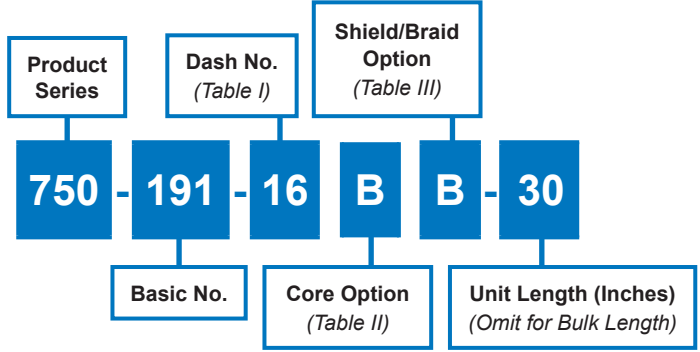 Product
Series
Dash No.
(Table I)
Shield/Braid
Option
(Table III)
750 - 191 - 16 B B - 30
Basic No.
Core Option
(Table II)
Unit Length (Inches)
(Omit for Bulk Length)